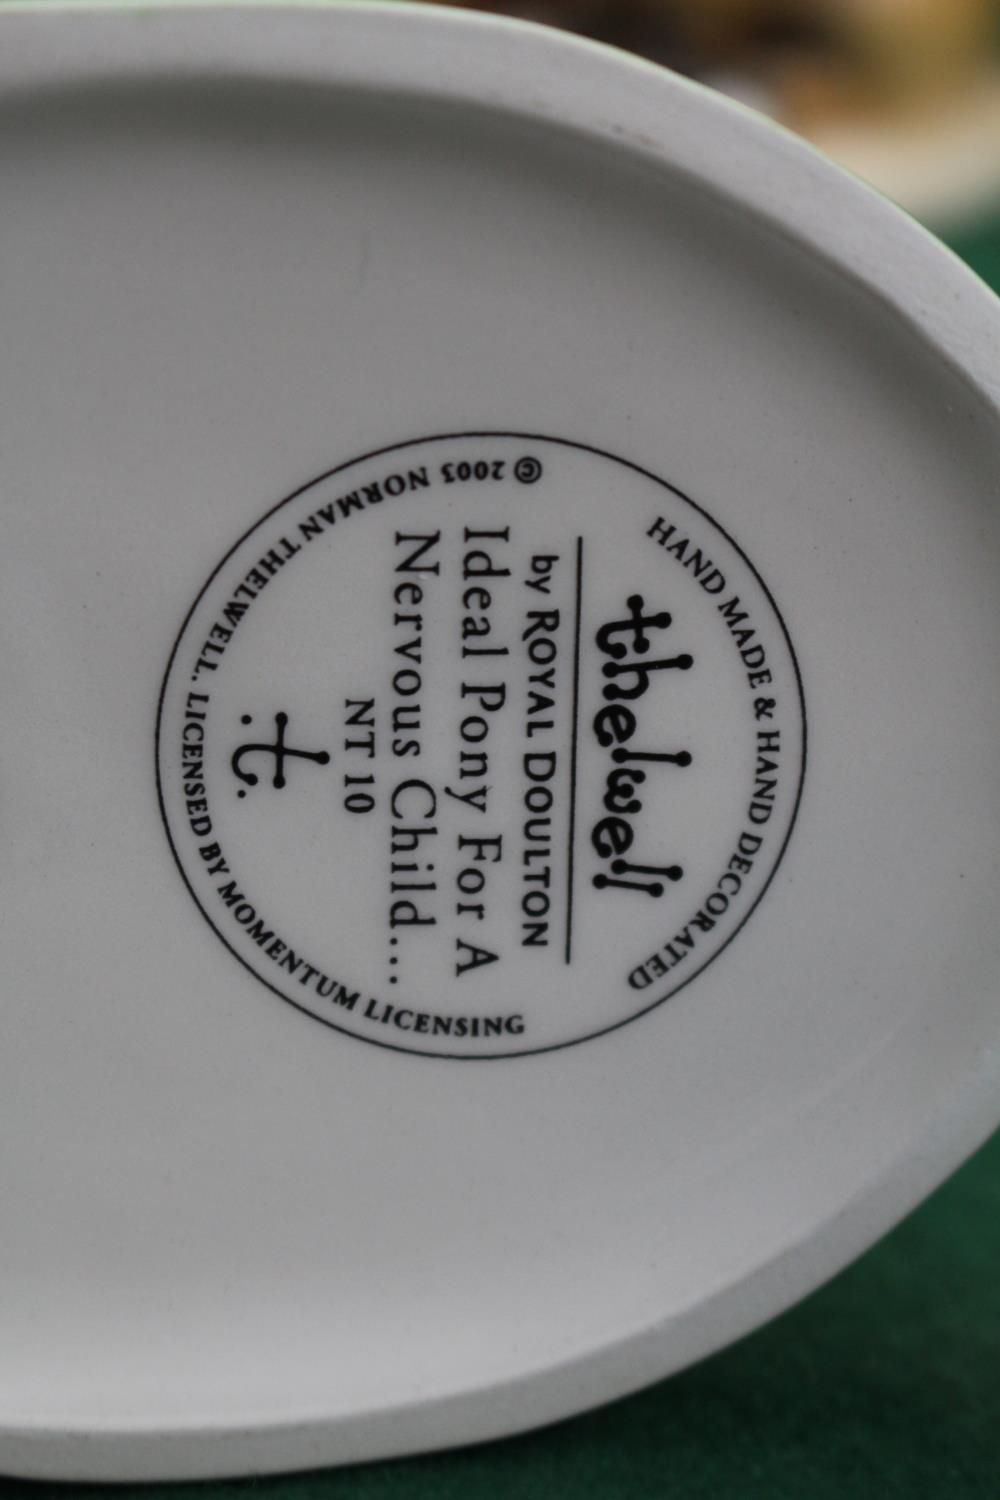 HAND MADE & HAND DECORATED
thelwell
by ROYAL DOULTON
Ideal Pony For A
Nervous Child....
NT 10
.t.
© 2003 NORMAN THELWELL. LICENSED BY MOMENTUM LICENSING